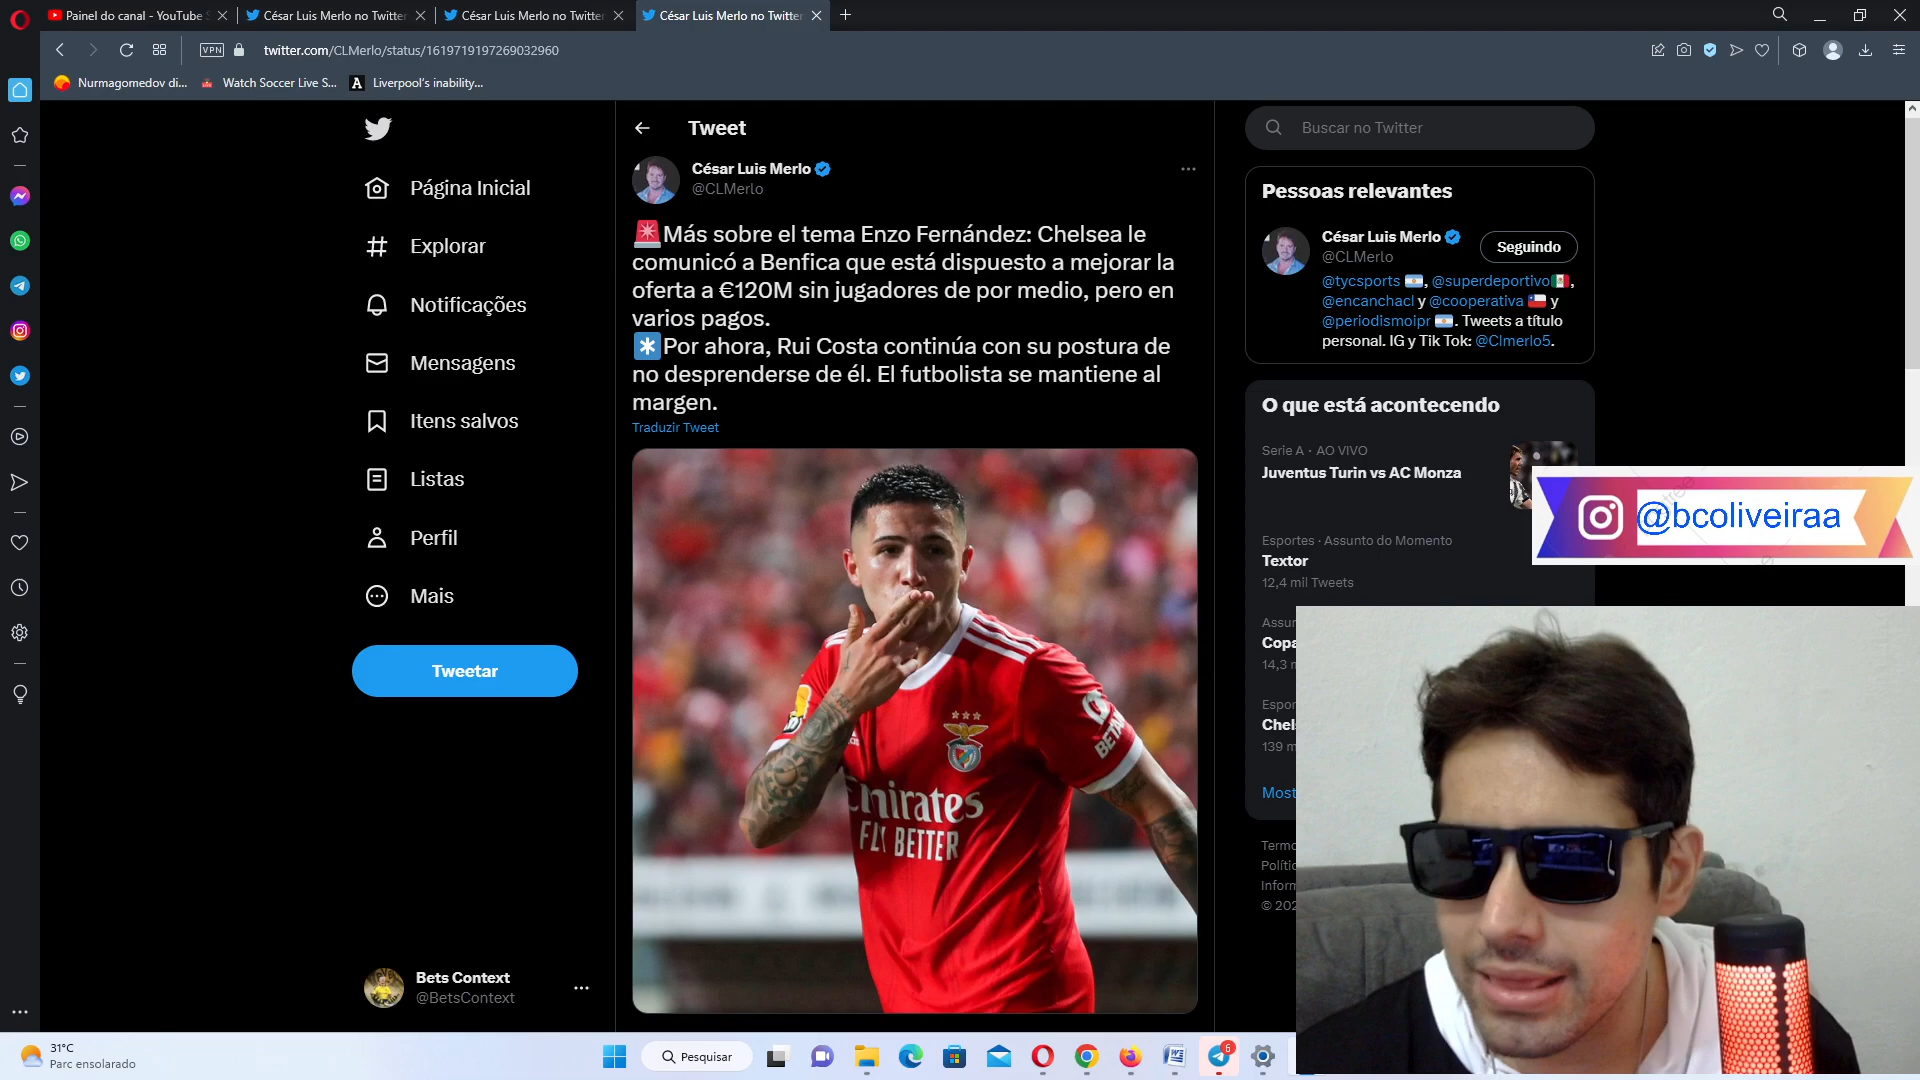 Painel do canal - YouTube S
César Luis Merlo no Twitter
César Luis Merlo no Twitter
César Luis Merlo no Twitter
VPN
twitter.com/CLMerlo/status/1619719197269032960
Nurmagomedov di...
Watch Soccer Live S...
A
Liverpool's inability...
Página Inicial
Explorar
Notificações
Mensagens
Itens salvos
Listas
Perfil
Mais
Tweetar
Bets Context
@BetsContext
Tweet
César Luis Merlo
@CLMerlo
Más sobre el tema Enzo Fernández: Chelsea le
comunicó a Benfica que está dispuesto a mejorar la
oferta a €120M sin jugadores de por medio, pero en
varios pagos.
Por ahora, Rui Costa continúa con su postura de
no desprenderse de él. El futbolista se mantiene al
margen.
Traduzir Tweet
Emirates
FLY BETTER
Buscar no Twitter
Pessoas relevantes
César Luis Merlo
@CLMerlo
Seguindo
@tycsports 🇦🇷, @superdeportivo🇲🇽,
@encanchacl y @cooperativa 🇨🇱 y
@periodismoipr 🇦🇷. Tweets a título
personal. IG y Tik Tok: @Clmerlo5.
O que está acontecendo
Serie A · AO VIVO
Juventus Turin vs AC Monza
@bcoliveiraa
Esportes · Assunto do Momento
Textor
12,4 mil Tweets
31°C
Parc ensolarado
Pesquisar
6